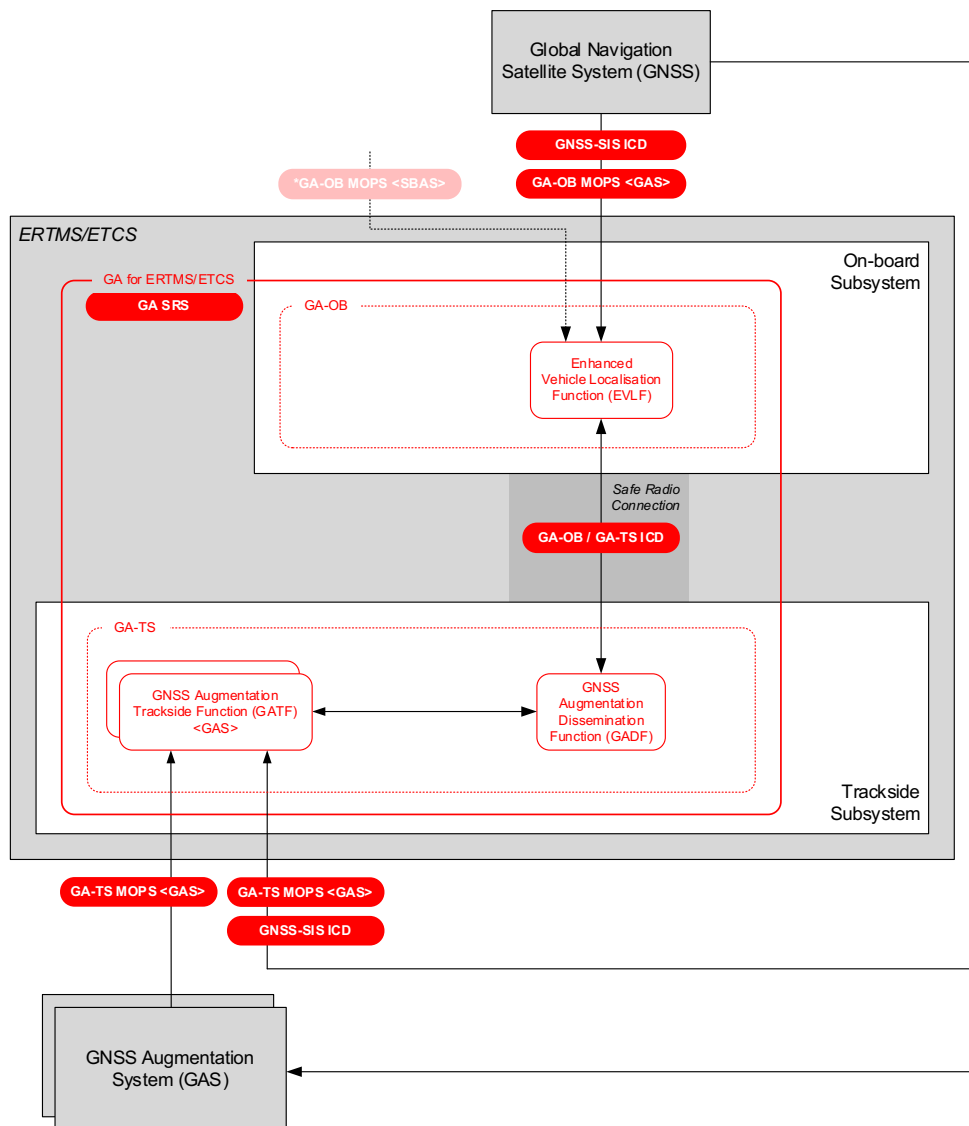 Global Navigation
Satellite System (GNSS)
GNSS-SIS ICD
*GA-OB MOPS <SBAS>
GA-OB MOPS <GAS>
ERTMS/ETCS
On-board
Subsystem
GA for ERTMS/ETCS
GA SRS
GA-OB
Enhanced
Vehicle Localisation
Function (EVLF)
Safe Radio
Connection
GA-OB / GA-TS ICD
GA-TS
GNSS Augmentation
Trackside Function (GATF)
<GAS>
GNSS
Augmentation
Dissemination
Function (GADF)
Trackside
Subsystem
GA-TS MOPS <GAS>
GA-TS MOPS <GAS>
GNSS-SIS ICD
GNSS Augmentation
System (GAS)